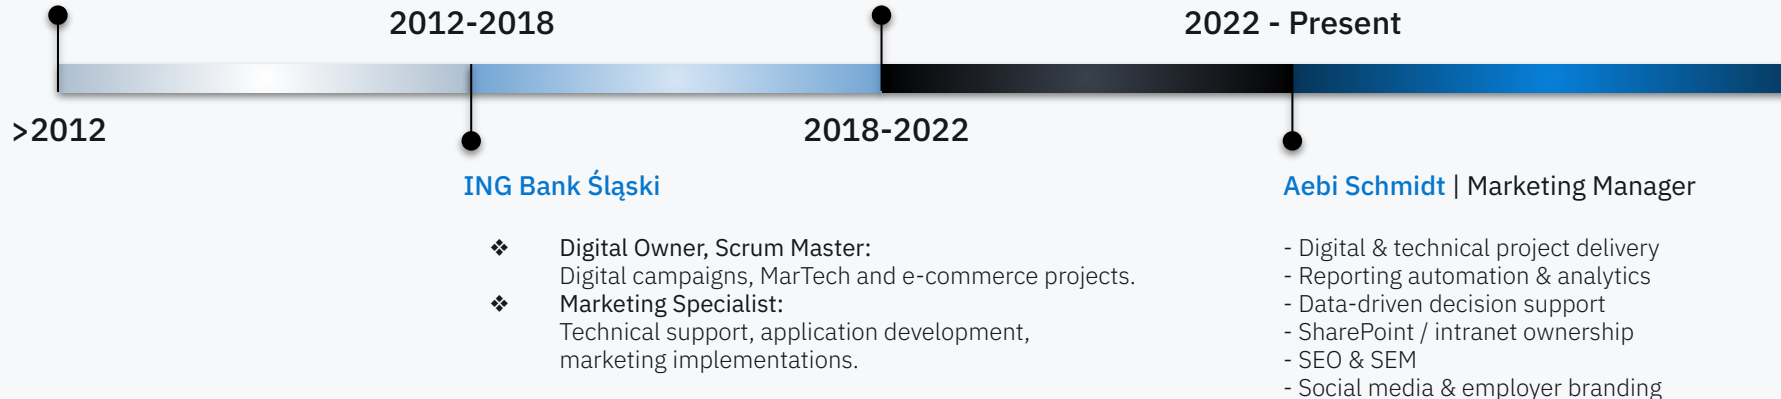 2012-2018
2022 - Present
>2012
2018-2022
ING Bank Śląski
❖ Digital Owner, Scrum Master:
Digital campaigns, MarTech and e-commerce projects.
❖ Marketing Specialist:
Technical support, application development,
marketing implementations.
Aebi Schmidt | Marketing Manager
- Digital & technical project delivery
- Reporting automation & analytics
- Data-driven decision support
- SharePoint / intranet ownership
- SEO & SEM
- Social media & employer branding